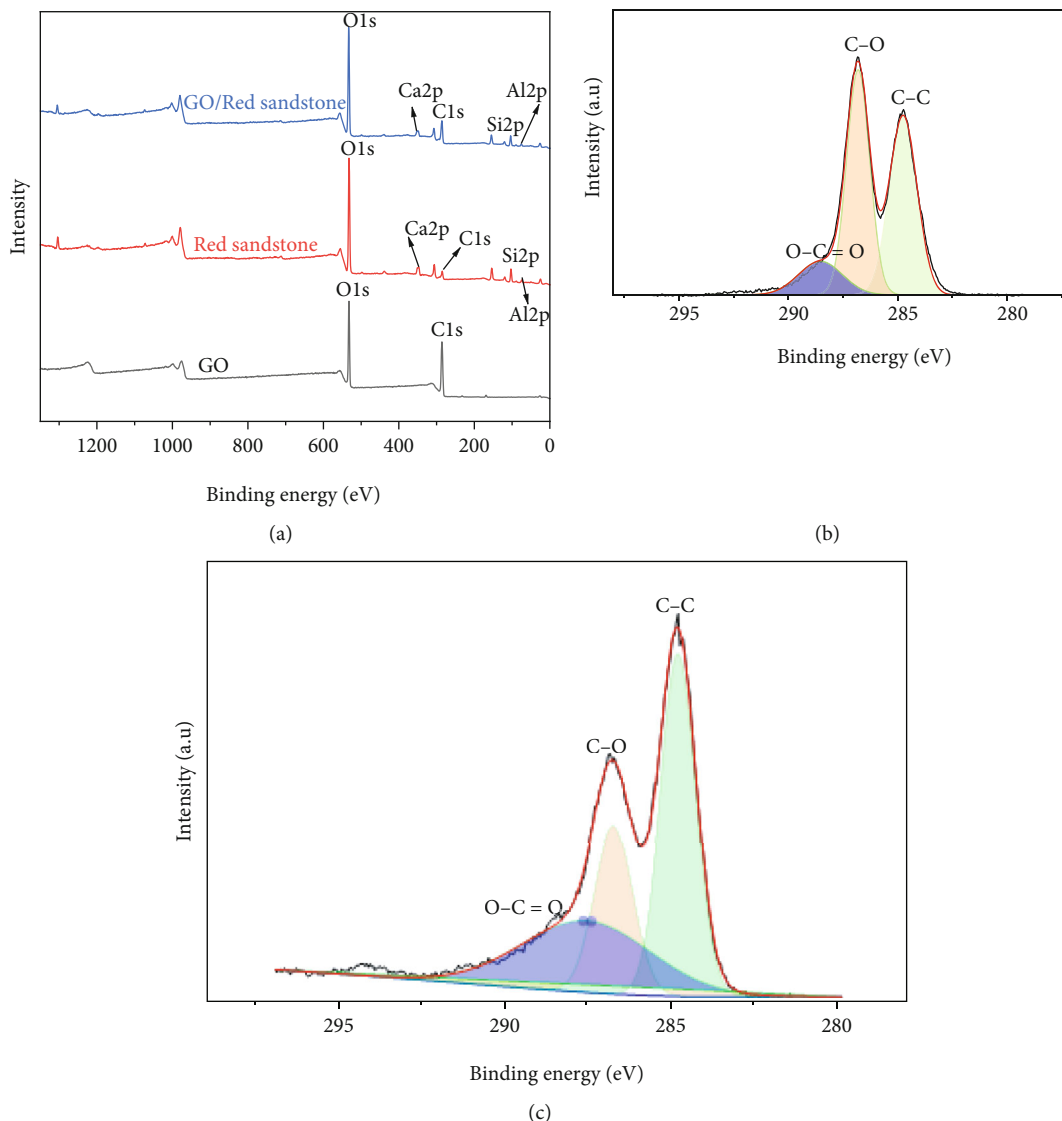 O1s
Ca2p
Al2p
GO/Red sandstone
C1s
Si2p
O1s
Red sandstone
Ca2p
C1s
Si2p
Al2p
O1s
C1s
GO
Intensity
1200 1000 800 600 400 200 0
Binding energy (eV)
(a)
C–O
C–C
O–C = O
Intensity (a.u)
295 290 285 280
Binding energy (eV)
(b)
C–C
C–O
O–C = O
Intensity (a.u)
295 290 285 280
Binding energy (eV)
(c)